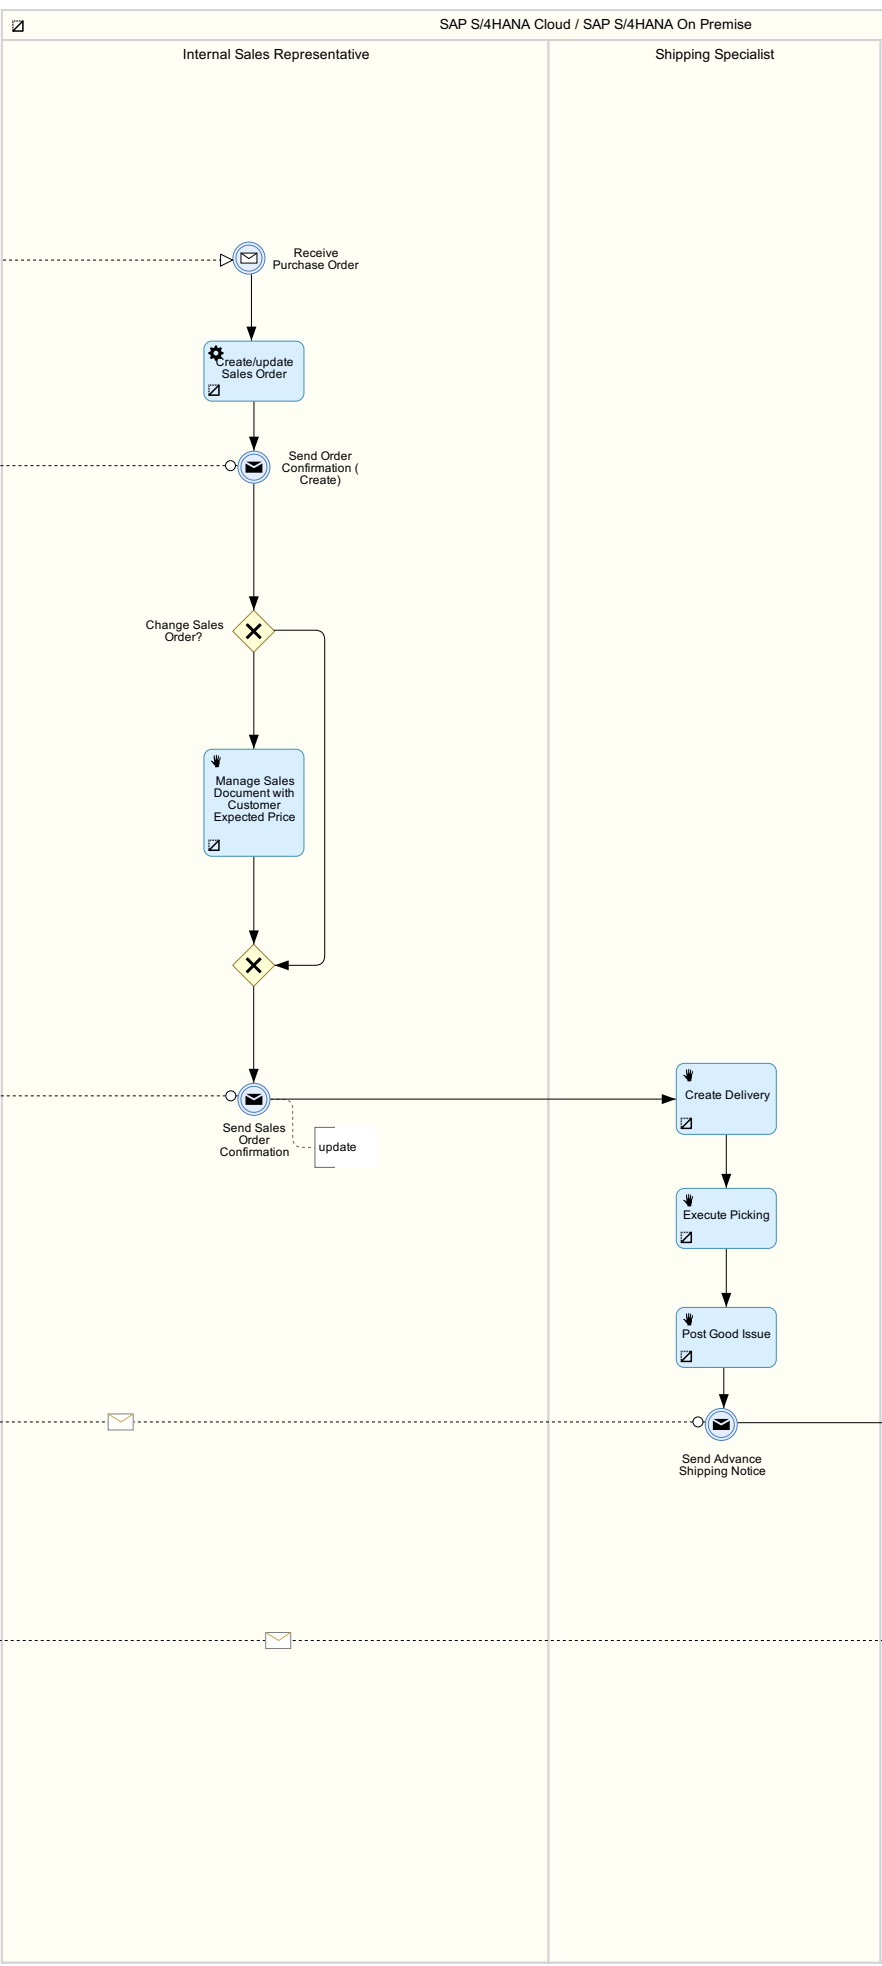 SAP S/4HANA Cloud / SAP S/4HANA On Premise
Internal Sales Representative
Shipping Specialist
Receive
Purchase Order
Create/update
Sales Order
Send Order
Confirmation (
Create)
Change Sales
Order?
Manage Sales
Document with
Customer
Expected Price
Send Sales
Order
Confirmation
update
Create Delivery
Execute Picking
Post Good Issue
Send Advance
Shipping Notice